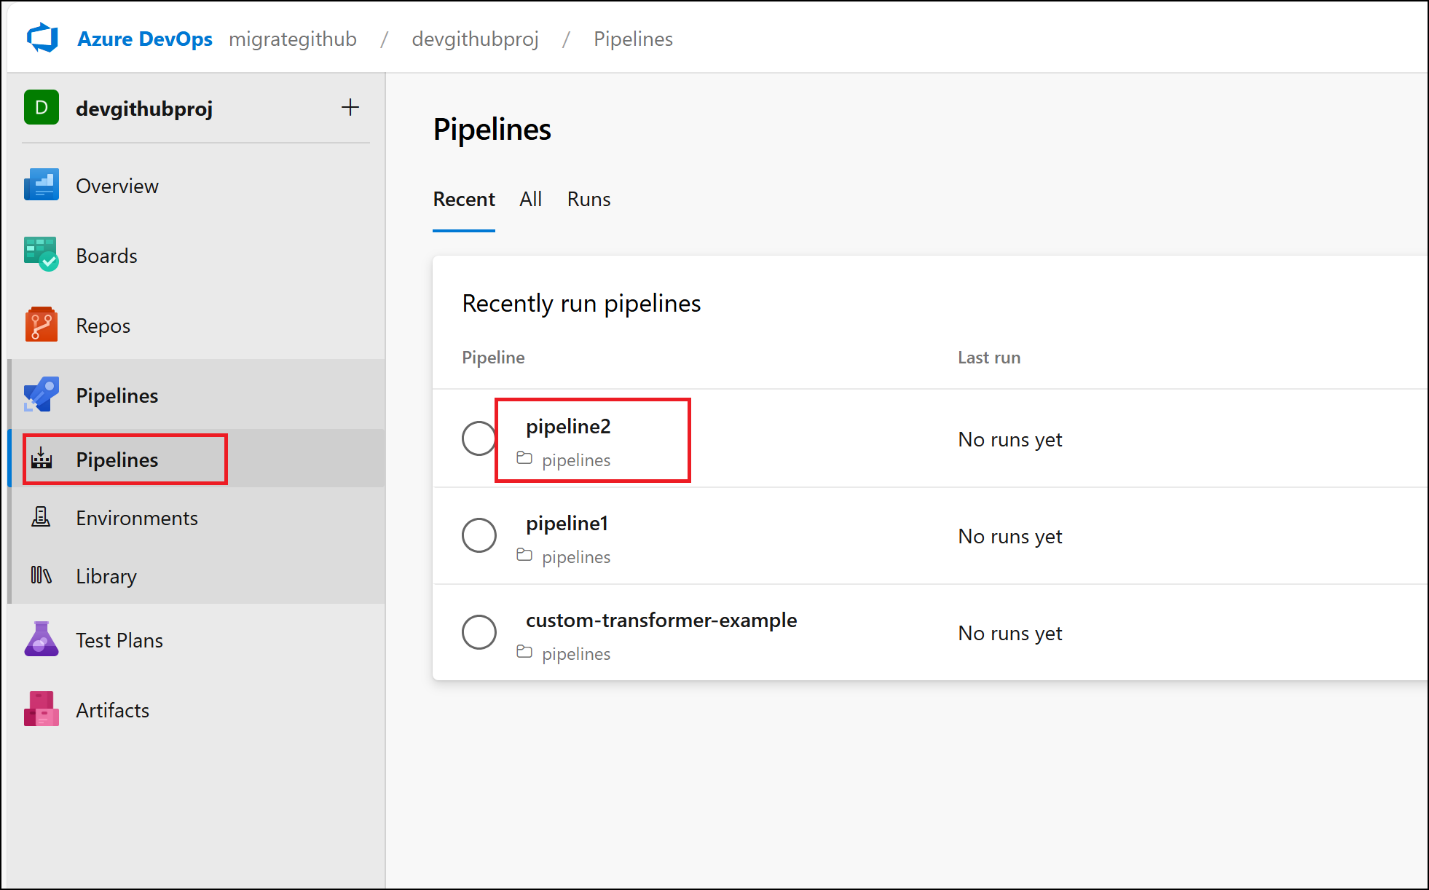 Azure DevOps migrategithub / devgithubproj / Pipelines
D devgithubproj +
Overview
Boards
Repos
Pipelines
Pipelines
Environments
Library
Test Plans
Artifacts
Pipelines
Recent All Runs
Recently run pipelines
Pipeline Last run
pipeline2
pipelines
No runs yet
pipeline1
pipelines
No runs yet
custom-transformer-example
pipelines
No runs yet